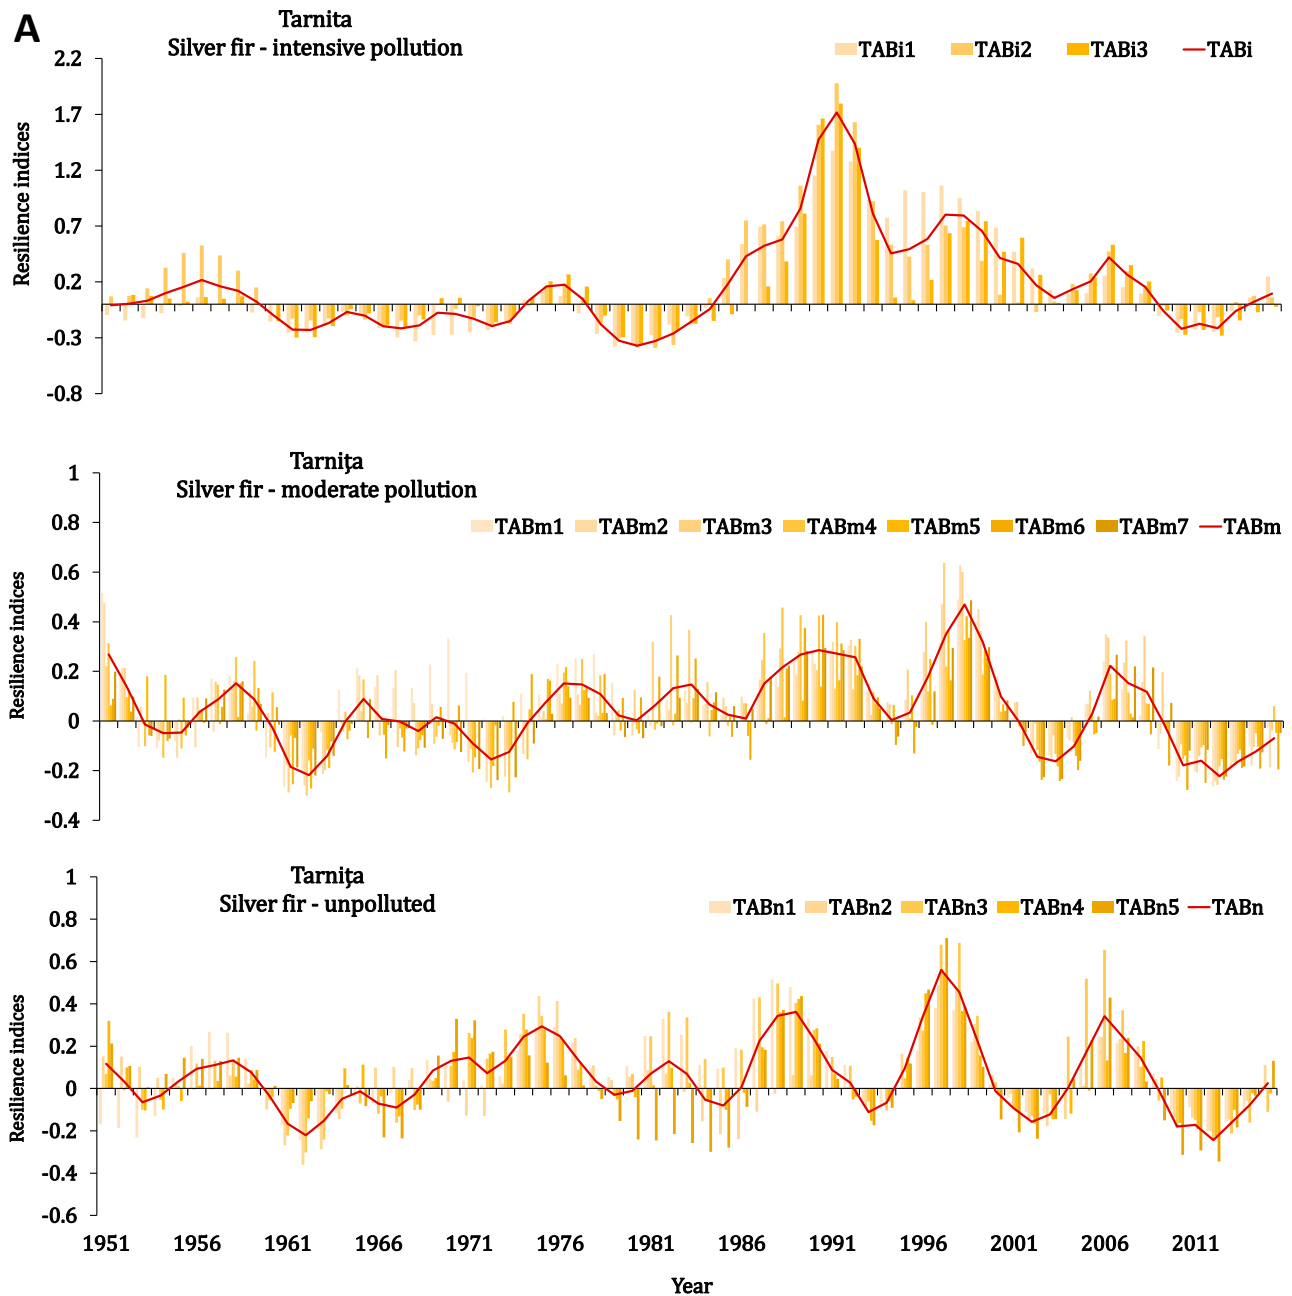 A
Tarnita
Silver fir - intensive pollution
TABi1 TABi2 TABi3 TABi
Resilience indices
2.2
1.7
1.2
0.7
0.2
-0.3
-0.8
Tarniţa
Silver fir - moderate pollution
TABm1 TABm2 TABm3 TABm4 TABm5 TABm6 TABm7 TABm
Resilience indices
1
0.8
0.6
0.4
0.2
0
-0.2
-0.4
Tarniţa
Silver fir - unpolluted
TABn1 TABn2 TABn3 TABn4 TABn5 TABn
Resilience indices
1
0.8
0.6
0.4
0.2
0
-0.2
-0.4
-0.6
1951 1956 1961 1966 1971 1976 1981 1986 1991 1996 2001 2006 2011
Year